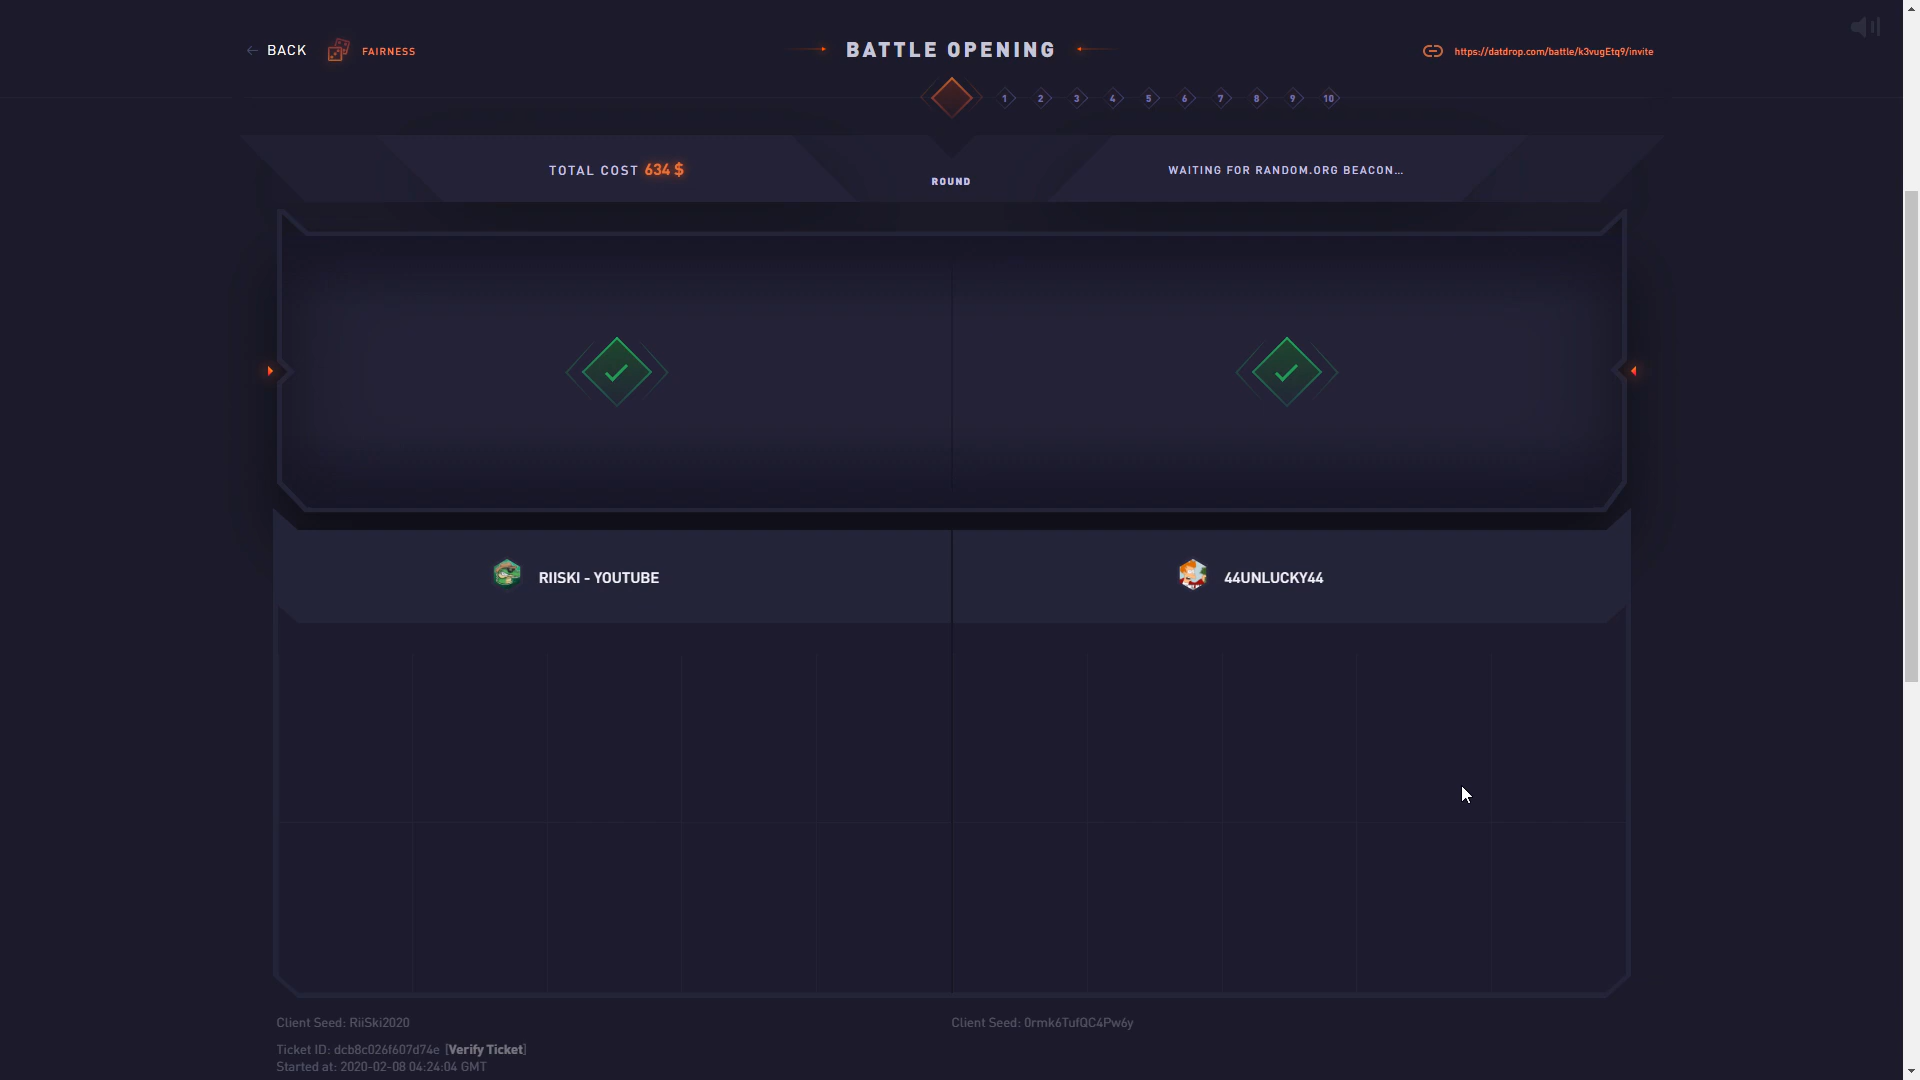 BACK
FAIRNESS
BATTLE OPENING
https://datdrop.com/battle/k3vugEtq9/invite
1 2 3 4 5 6 7 8 9 10
TOTAL COST 634 $
ROUND
WAITING FOR RANDOM.ORG BEACON...
RIISKI - YOUTUBE
44UNLUCKY44
Client Seed: RiiSki2020
Client Seed: 0rmk6TufQC4Pw6y
Ticket ID: dcb8c026f607d74e [Verify Ticket]
Started at: 2020-02-08 04:24:04 GMT